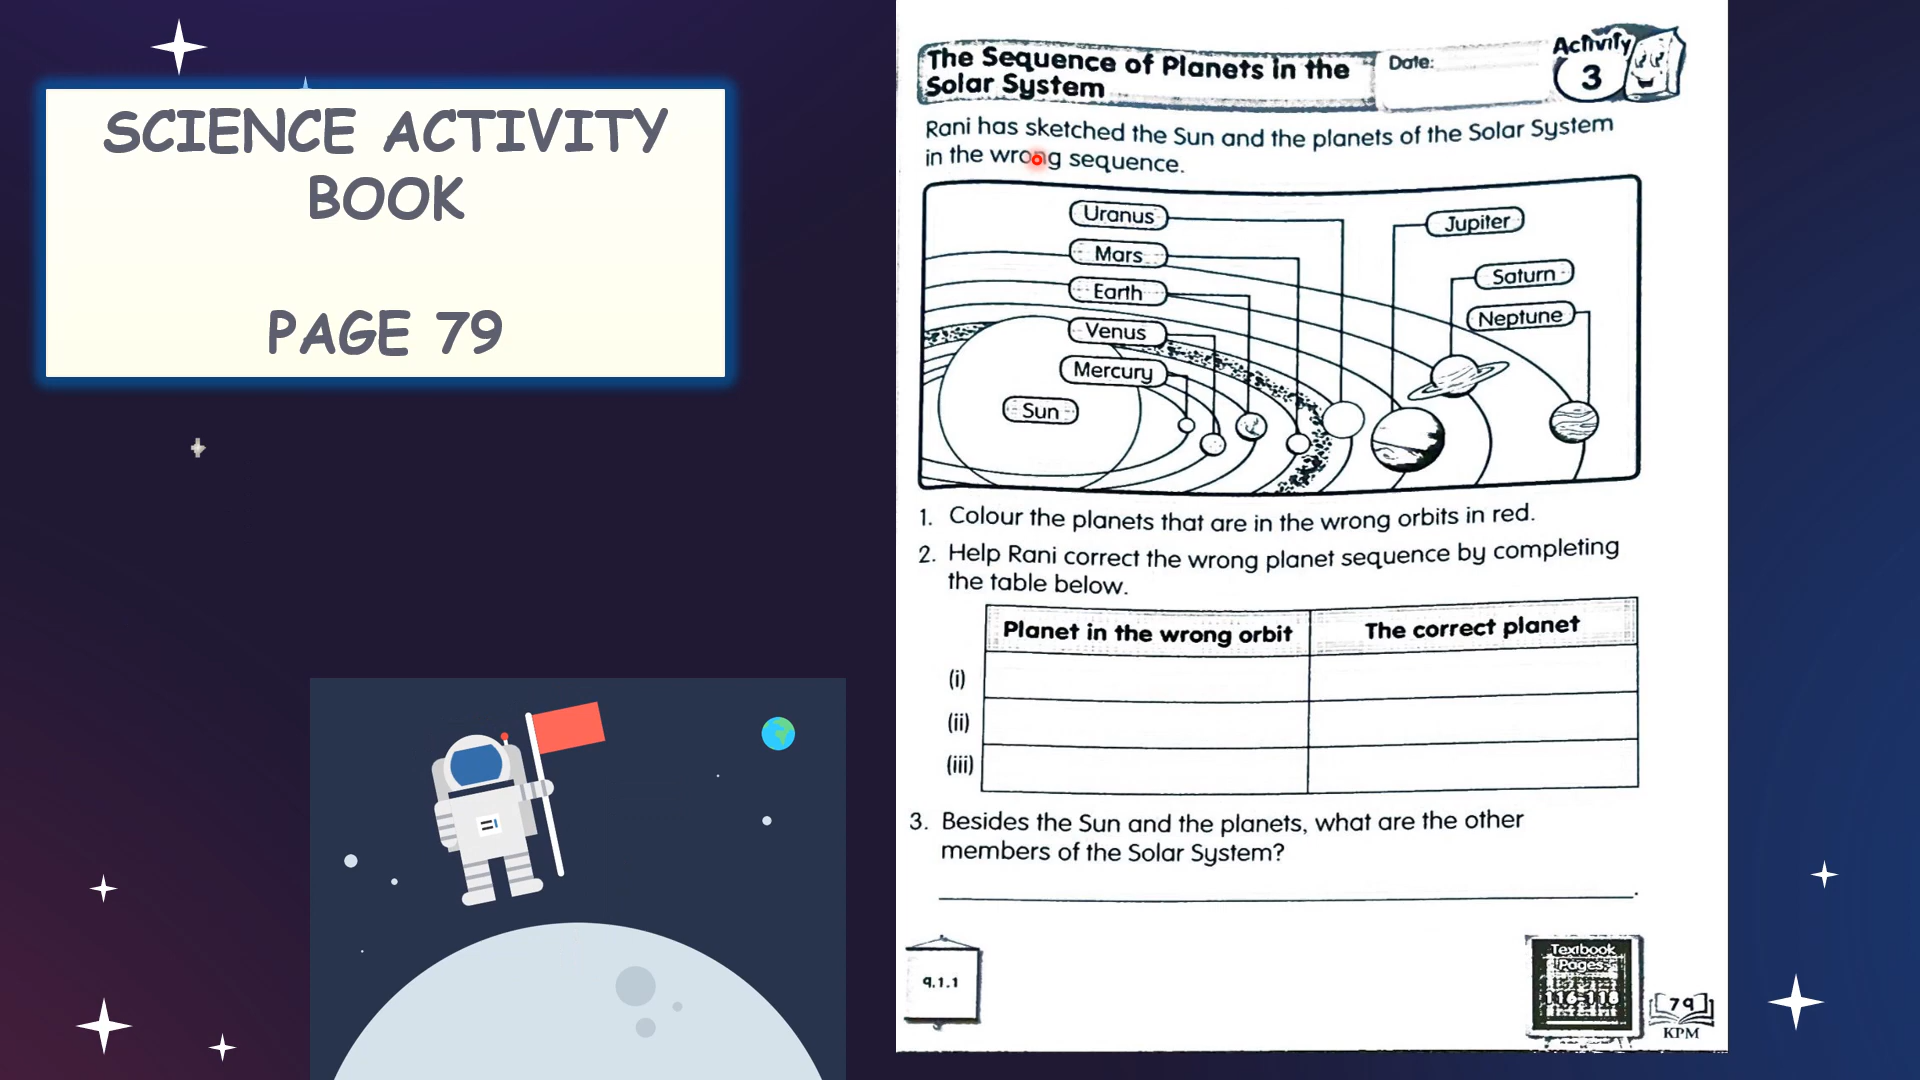 SCIENCE ACTIVITY
BOOK
PAGE 79
The Sequence of Planets in the
Solar System
Date:
Activity
3
Rani has sketched the Sun and the planets of the Solar System
in the wrong sequence.
Uranus
Mars
Earth
Venus
Mercury
Sun
Jupiter
Saturn
Neptune
1. Colour the planets that are in the wrong orbits in red.
2. Help Rani correct the wrong planet sequence by completing
the table below.
Planet in the wrong orbit
The correct planet
(i)
(ii)
(iii)
3. Besides the Sun and the planets, what are the other
members of the Solar System?
9.1.1
Textbook
Pages
79
KPM